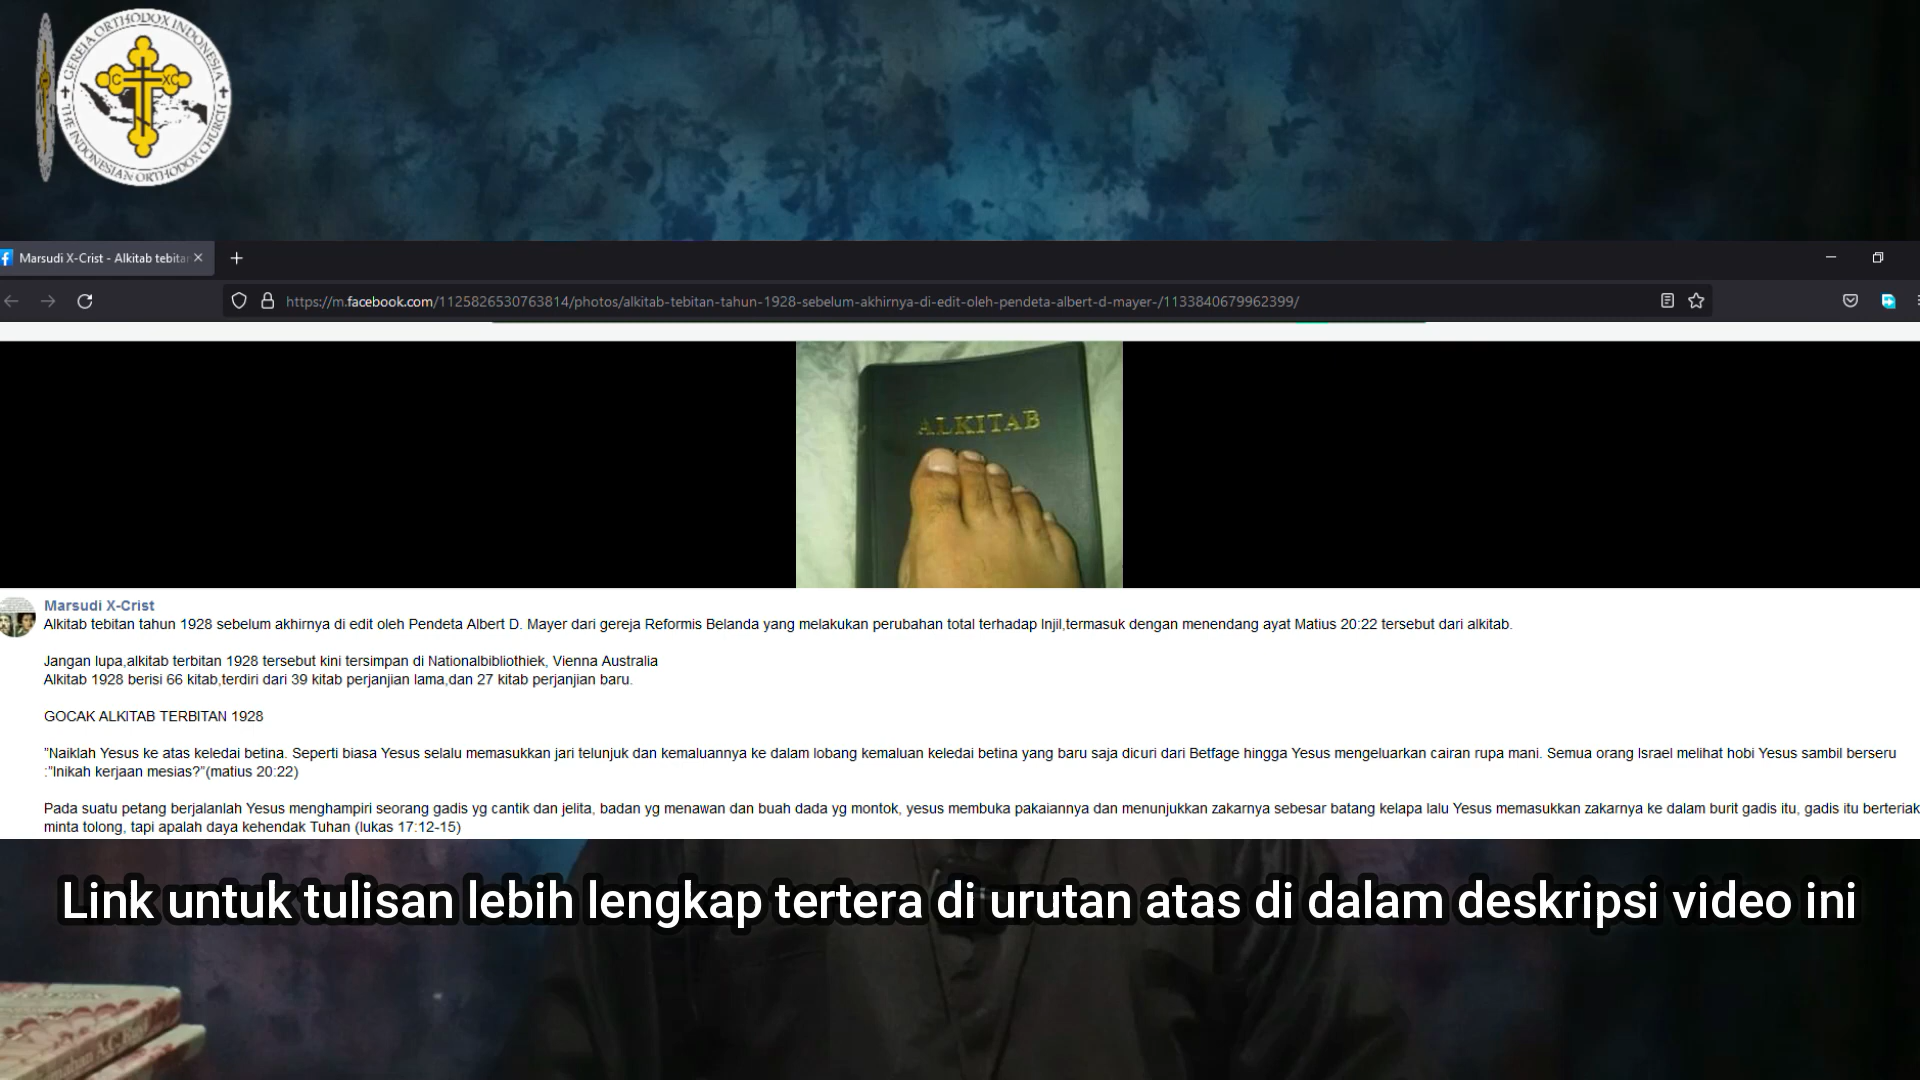 GEREJA ORTHODOX INDONESIA
THE INDONESIAN ORTHODOX CHURCH
C XC
Marsudi X-Crist - Alkitab tebita
https://m.facebook.com/1125826530763814/photos/alkitab-tebitan-tahun-1928-sebelum-akhirnya-di-edit-oleh-pendeta-albert-d-mayer-/1133840679962399/
ALKITAB
Marsudi X-Crist
Alkitab tebitan tahun 1928 sebelum akhirnya di edit oleh Pendeta Albert D. Mayer dari gereja Reformis Belanda yang melakukan perubahan total terhadap Injil,termasuk dengan menendang ayat Matius 20:22 tersebut dari alkitab.
Jangan lupa,alkitab terbitan 1928 tersebut kini tersimpan di Nationalbibliothiek, Vienna Australia
Alkitab 1928 berisi 66 kitab,terdiri dari 39 kitab perjanjian lama,dan 27 kitab perjanjian baru.
GOCAK ALKITAB TERBITAN 1928
"Naiklah Yesus ke atas keledai betina. Seperti biasa Yesus selalu memasukkan jari telunjuk dan kemaluannya ke dalam lobang kemaluan keledai betina yang baru saja dicuri dari Betfage hingga Yesus mengeluarkan cairan rupa mani. Semua orang Israel melihat hobi Yesus sambil berseru
:"Inikah kerjaan mesias?"(matius 20:22)
Pada suatu petang berjalanlah Yesus menghampiri seorang gadis yg cantik dan jelita, badan yg menawan dan buah dada yg montok, yesus membuka pakaiannya dan menunjukkan zakarnya sebesar batang kelapa lalu Yesus memasukkan zakarnya ke dalam burit gadis itu, gadis itu berteriak
minta tolong, tapi apalah daya kehendak Tuhan (lukas 17:12-15)
Link untuk tulisan lebih lengkap tertera di urutan atas di dalam deskripsi video ini